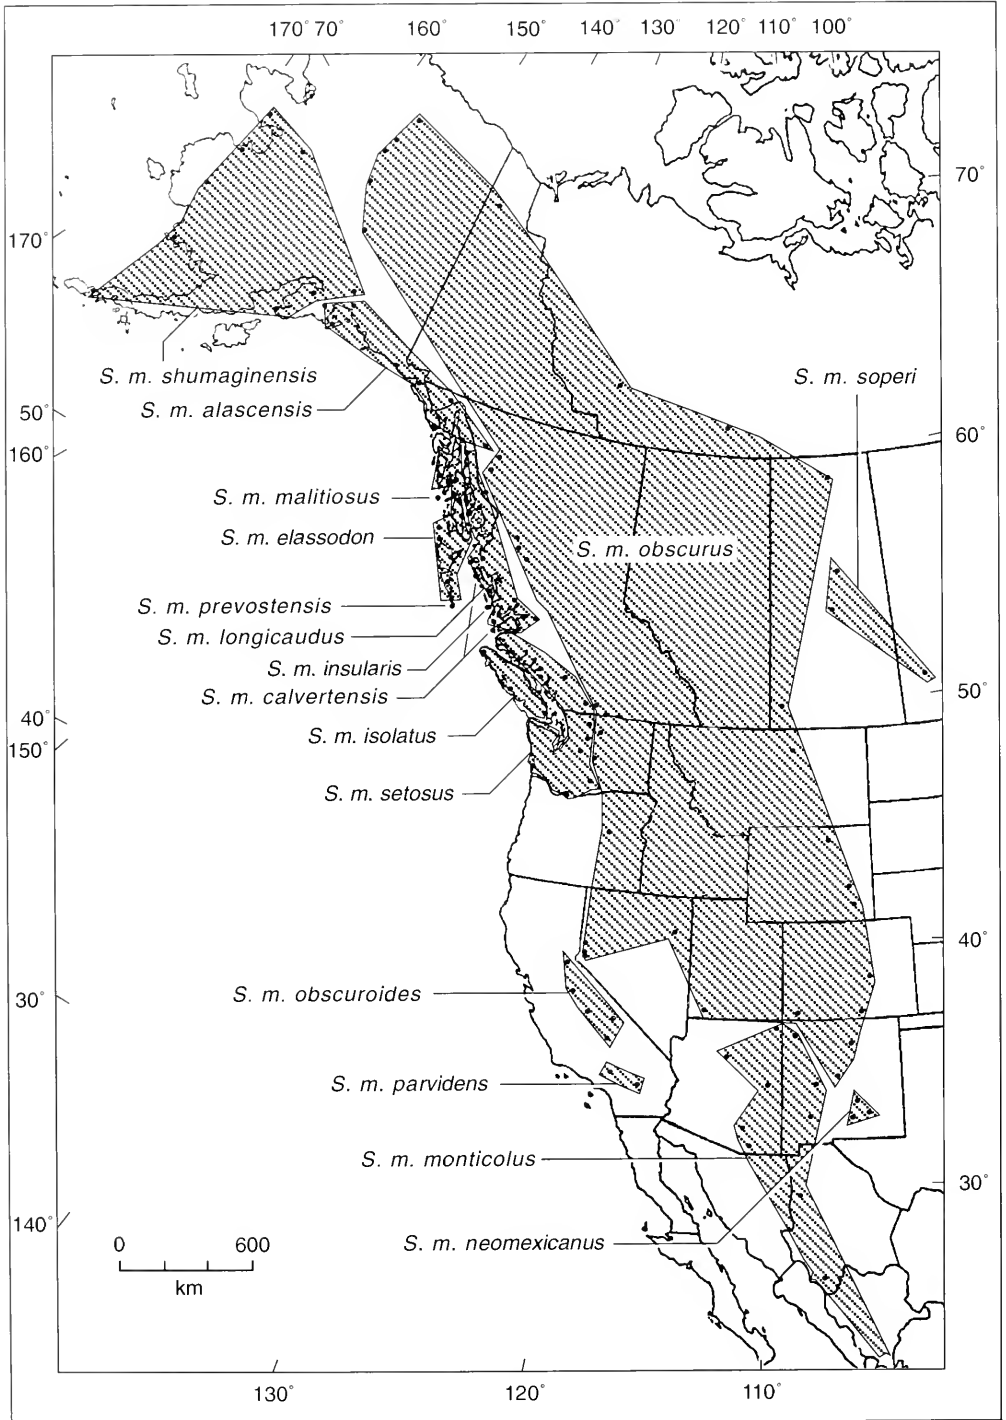 170° 70° 160° 150° 140° 130° 120° 110° 100°
70°
170°
S. m. shumaginensis
S. m. soperi
S. m. alascensis
50°
60°
160°
S. m. malitiosus
S. m. elassodon
S. m. obscurus
S. m. prevostensis
S. m. longicaudus
S. m. insularis
S. m. calvertensis
50°
40°
S. m. isolatus
150°
S. m. setosus
40°
S. m. obscuroides
30°
S. m. parvidens
S. m. monticolus
30°
140°
S. m. neomexicanus
0 600
km
130° 120° 110°